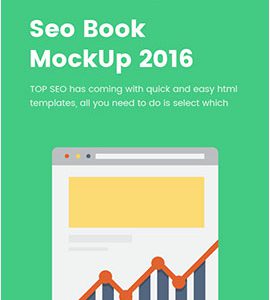 Seo Book
MockUp 2016
TOP SEO has coming with quick and easy html
templates, all you need to do is select which